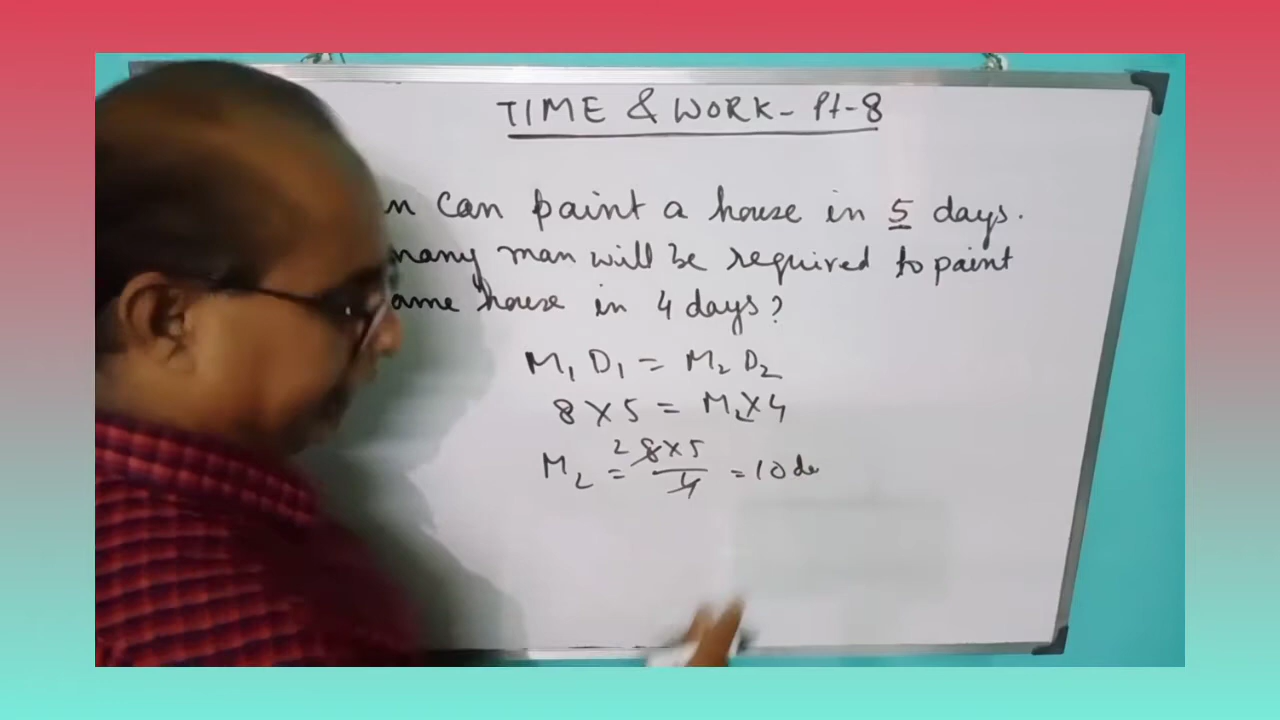 TIME & WORK - Pt-8
n can paint a house in 5 days.
many man will be required to paint
ame house in 4 days?
M₁ D₁ = M₂ D₂
8 X 5 = M₂ X 4
M₂ = 2 8 x 5 / 4 = 10 da